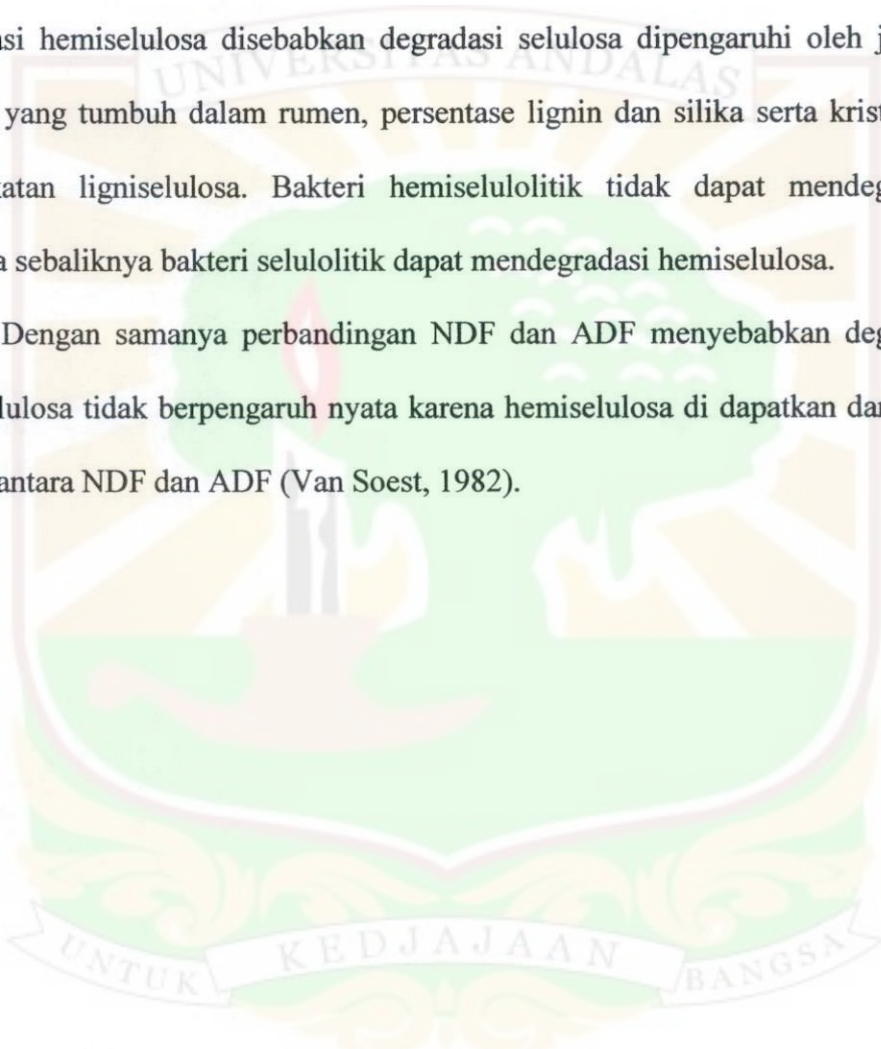 UNIVERSITAS ANDALAS
asi hemiselulosa disebabkan degradasi selulosa dipengaruhi oleh j
yang tumbuh dalam rumen, persentase lignin dan silika serta krist
katan ligniselulosa. Bakteri hemiselulolitik tidak dapat mendeg
a sebaliknya bakteri selulolitik dapat mendegradasi hemiselulosa.
Dengan samanya perbandingan NDF dan ADF menyebabkan deg
lulosa tidak berpengaruh nyata karena hemiselulosa di dapatkan dar
antara NDF dan ADF (Van Soest, 1982).
UNTUK KEDJAJAAN BANGSA